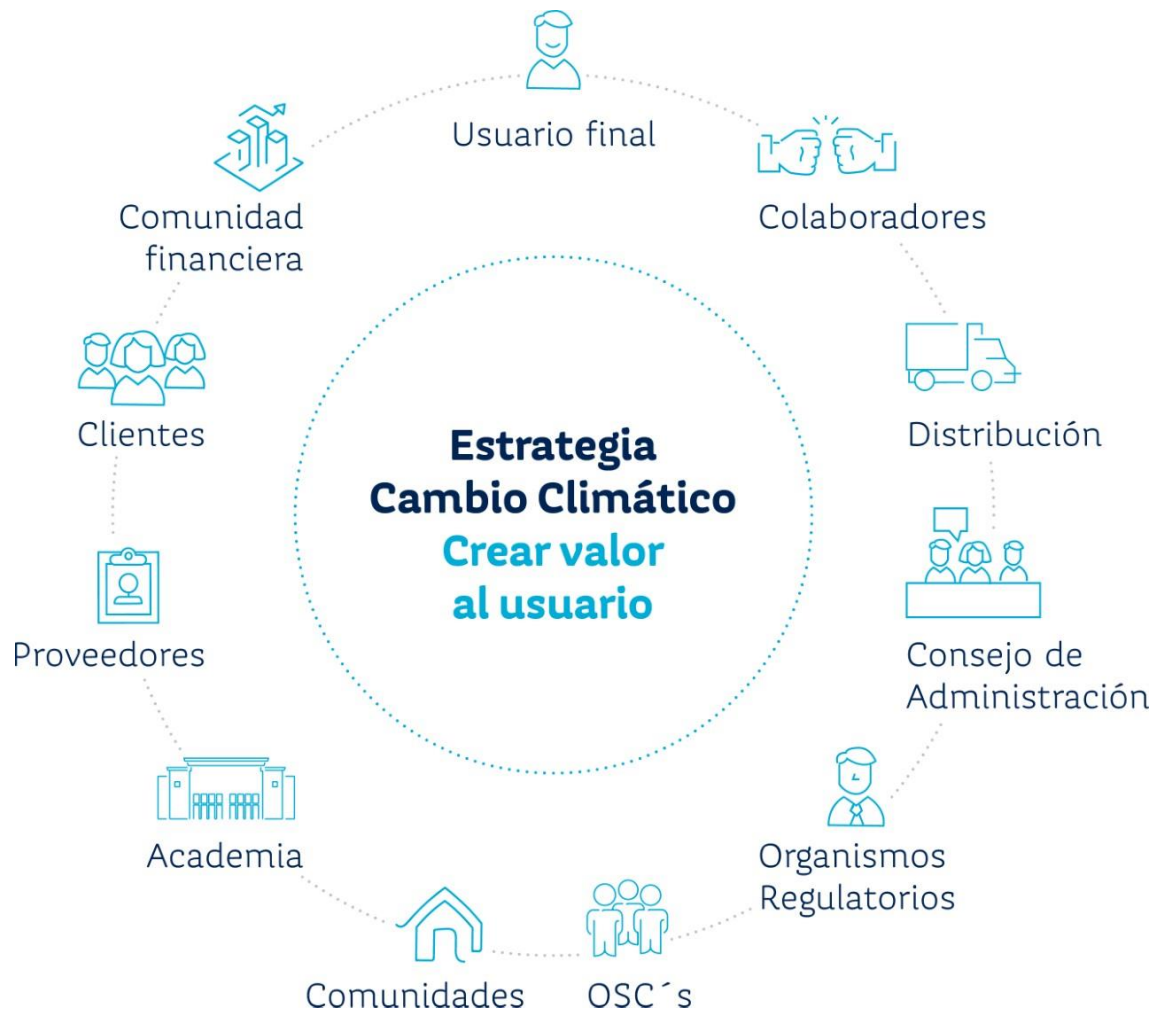 Usuario final
Colaboradores
Distribución
Consejo de
Administración
Organismos
Regulatorios
OSC´s
Comunidades
Academia
Proveedores
Clientes
Comunidad
financiera
Estrategia
Cambio Climático
Crear valor
al usuario